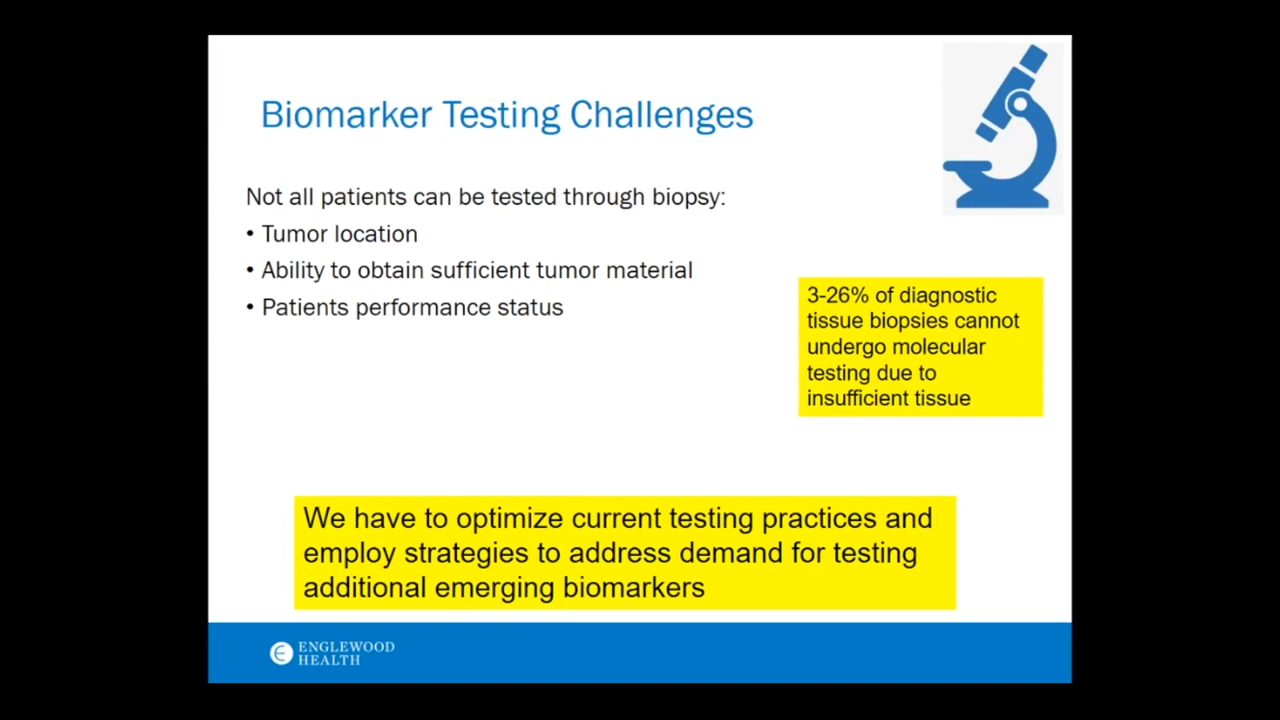 Biomarker Testing Challenges
Not all patients can be tested through biopsy:
• Tumor location
• Ability to obtain sufficient tumor material
• Patients performance status
3-26% of diagnostic
tissue biopsies cannot
undergo molecular
testing due to
insufficient tissue
We have to optimize current testing practices and
employ strategies to address demand for testing
additional emerging biomarkers
ENGLEWOOD
HEALTH